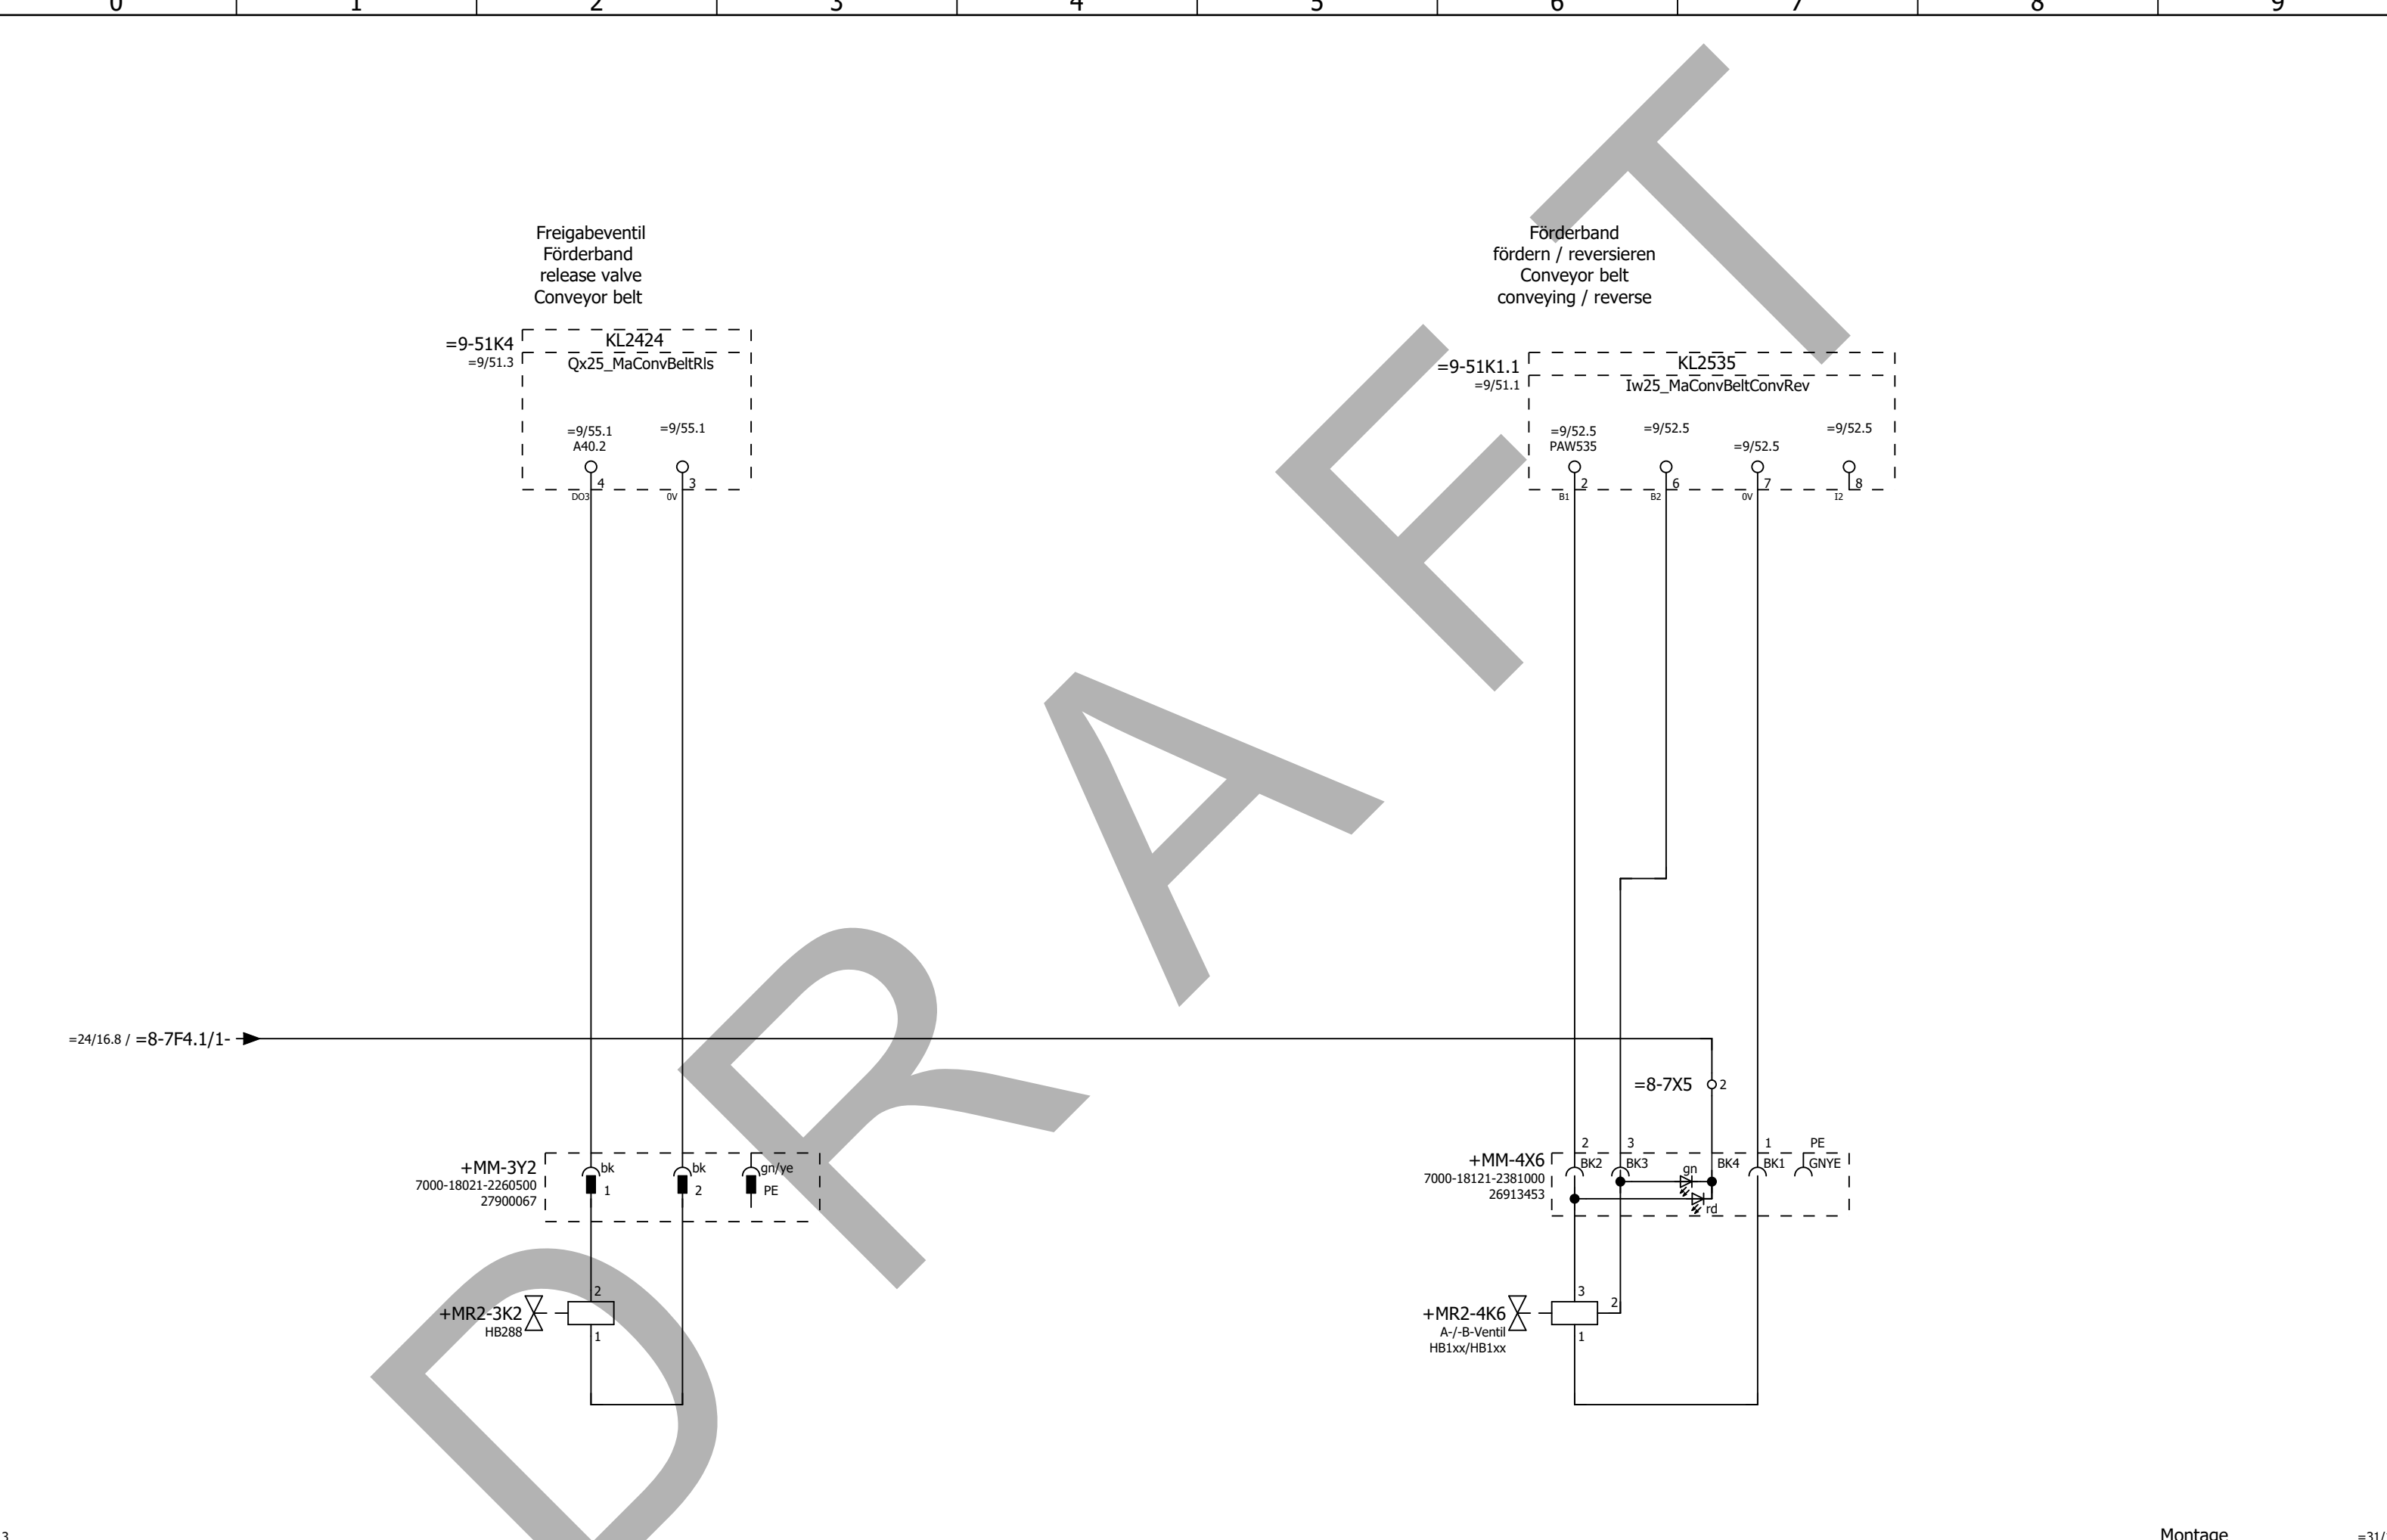 0 1 2 3 4 5 6 7 8 9
Freigabeventil
Förderband
release valve
Conveyor belt
=9-51K4
=9/51.3
KL2424
Qx25_MaConvBeltRls
=9/55.1
A40.2
=9/55.1
4
DO3
3
0V
Förderband
fördern / reversieren
Conveyor belt
conveying / reverse
=9-51K1.1
=9/51.1
KL2535
Iw25_MaConvBeltConvRev
=9/52.5
PAW535
=9/52.5
=9/52.5
=9/52.5
2
B1
6
B2
7
0V
8
I2
DRAFT
=24/16.8 / =8-7F4.1/1-
=8-7X5
2
+MM-3Y2
7000-18021-2260500
27900067
bk
1
bk
2
gn/ye
PE
+MR2-3K2
HB288
2
1
2 3 1 PE
+MM-4X6
7000-18121-2381000
26913453
BK2 BK3 gn BK4 BK1 GNYE
rd
+MR2-4K6
A-/-B-Ventil
HB1xx/HB1xx
3
2
1
3
Montage
=31/